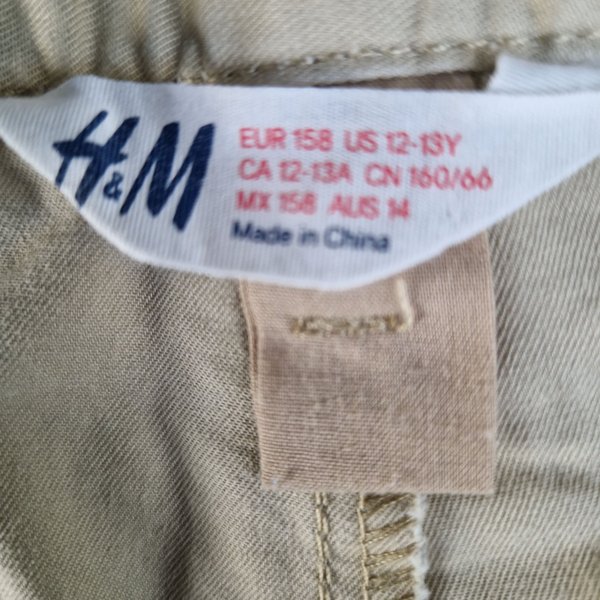 H&M
EUR 158 US 12-13Y
CA 12-13A CN 160/66
MX 158 AUS 14
Made in China